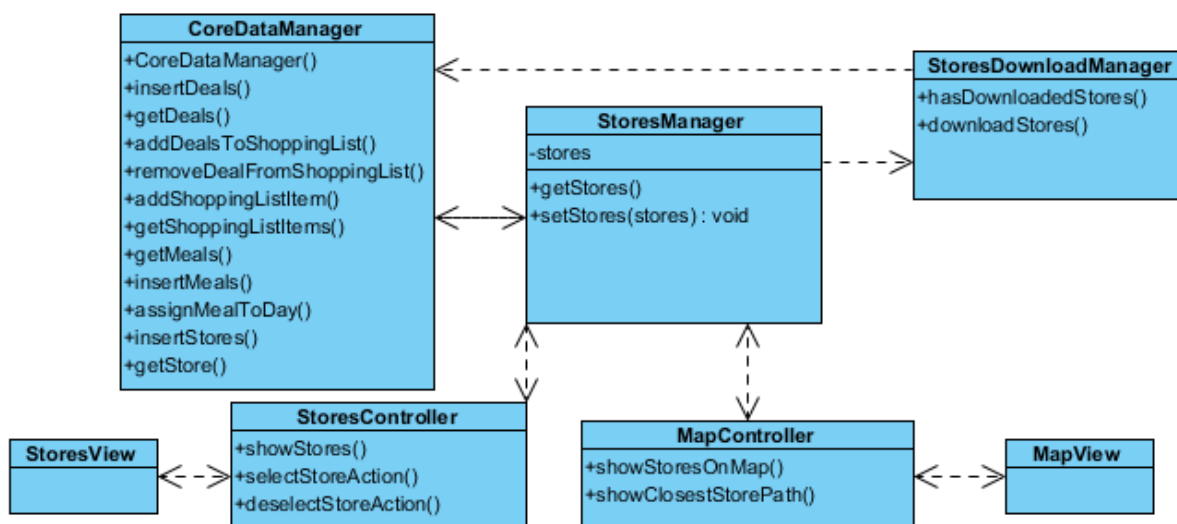 CoreDataManager
+CoreDataManager()
+insertDeals()
+getDeals()
+addDealsToShoppingList()
+removeDealFromShoppingList()
+addShoppingListItem()
+getShoppingListItems()
+getMeals()
+insertMeals()
+assignMealToDay()
+insertStores()
+getStore()
StoresDownloadManager
+hasDownloadedStores()
+downloadStores()
StoresManager
-stores
+getStores()
+setStores(stores) : void
StoresView
StoresController
+showStores()
+selectStoreAction()
+deselectStoreAction()
MapController
+showStoresOnMap()
+showClosestStorePath()
MapView